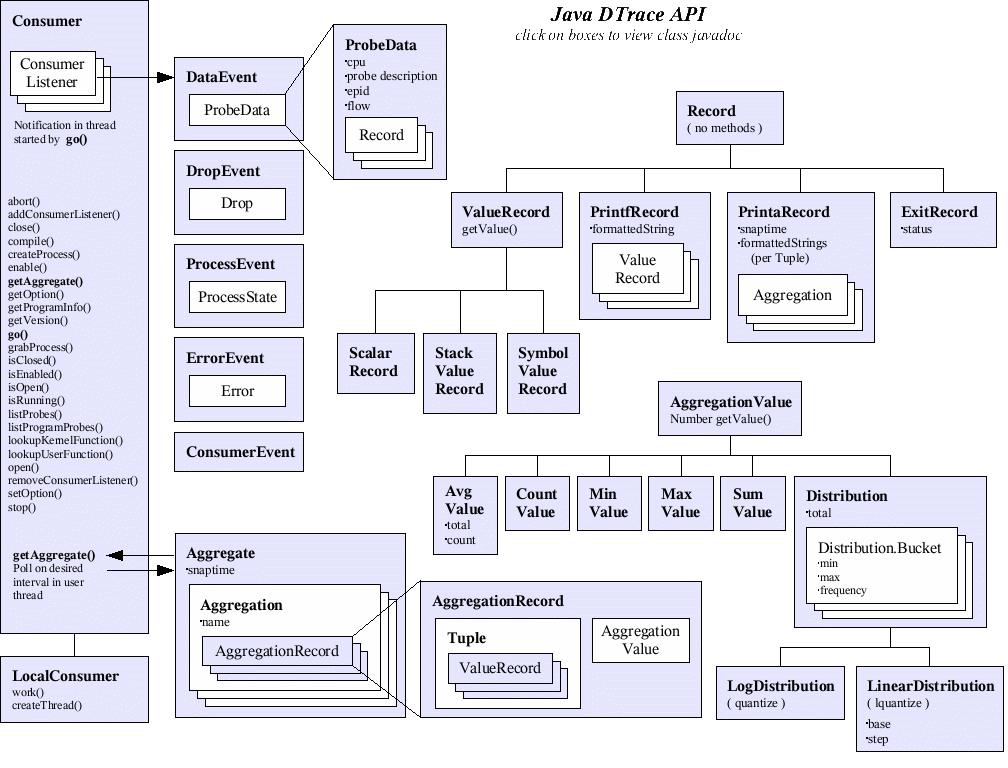 Java DTrace API
click on boxes to view class javadoc
Consumer
Consumer
Listener
Notification in thread
started by go()
abort()
addConsumerListener()
close()
compile()
createProcess()
enable()
getAggregate()
getOption()
getProgramInfo()
getVersion()
go()
grabProcess()
isClosed()
isEnabled()
isOpen()
isRunning()
listProbes()
listProgramProbes()
lookupKernelFunction()
lookupUserFunction()
open()
removeConsumerListener()
setOption()
stop()
getAggregate()
Poll on desired
interval in user
thread
LocalConsumer
work()
createThread()
DataEvent
ProbeData
DropEvent
Drop
ProcessEvent
ProcessState
ErrorEvent
Error
ConsumerEvent
ProbeData
·cpu
·probe description
·epid
·flow
Record
Record
( no methods )
ValueRecord
getValue()
PrintfRecord
·formattedString
Value
Record
PrintaRecord
·snaptime
·formattedStrings
(per Tuple)
Aggregation
ExitRecord
·status
Scalar
Record
Stack
Value
Record
Symbol
Value
Record
AggregationValue
Number getValue()
Avg
Value
·total
·count
Count
Value
Min
Value
Max
Value
Sum
Value
Distribution
·total
Distribution.Bucket
·min
·max
·frequency
LogDistribution
( quantize )
LinearDistribution
( lquantize )
·base
·step
Aggregate
·snaptime
Aggregation
·name
AggregationRecord
AggregationRecord
Tuple
ValueRecord
Aggregation
Value